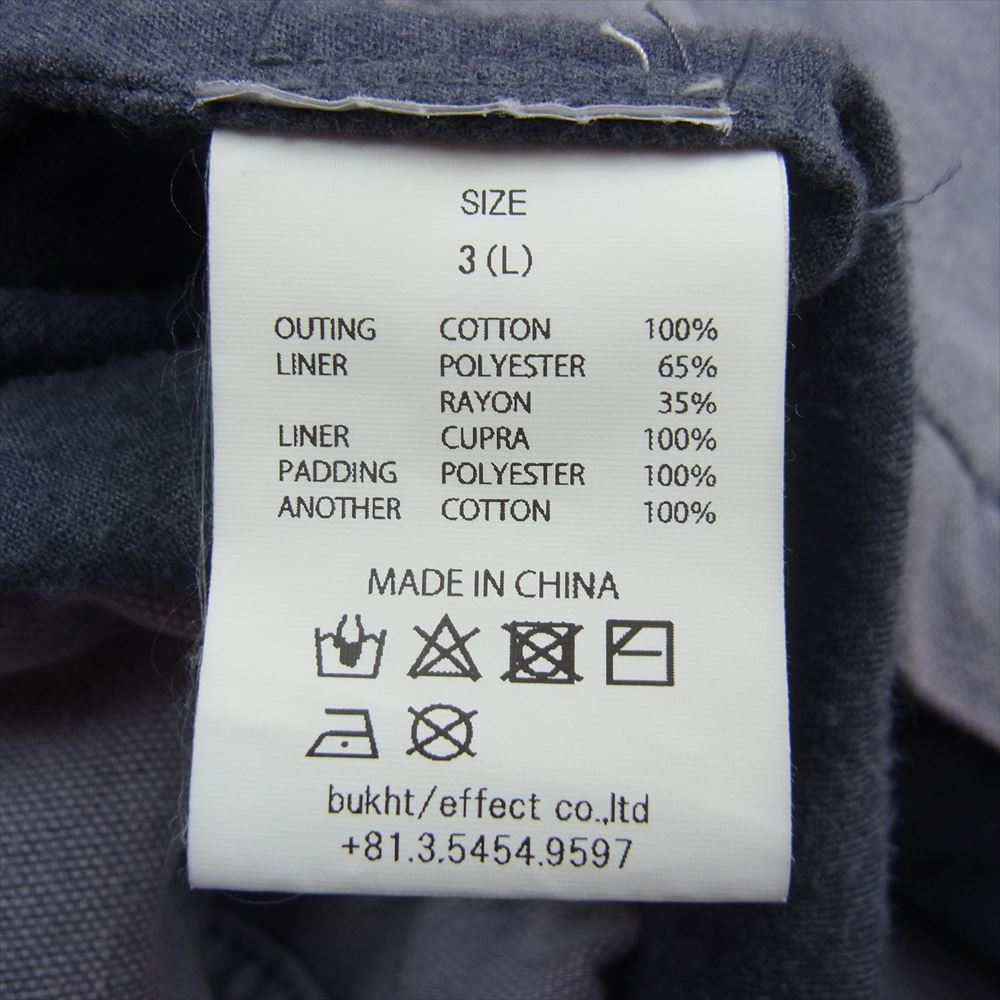 SIZE
3 (L)
OUTING COTTON 100%
LINER POLYESTER 65%
RAYON 35%
LINER CUPRA 100%
PADDING POLYESTER 100%
ANOTHER COTTON 100%
MADE IN CHINA
bukht/effect co.,ltd
+81.3.5454.9597